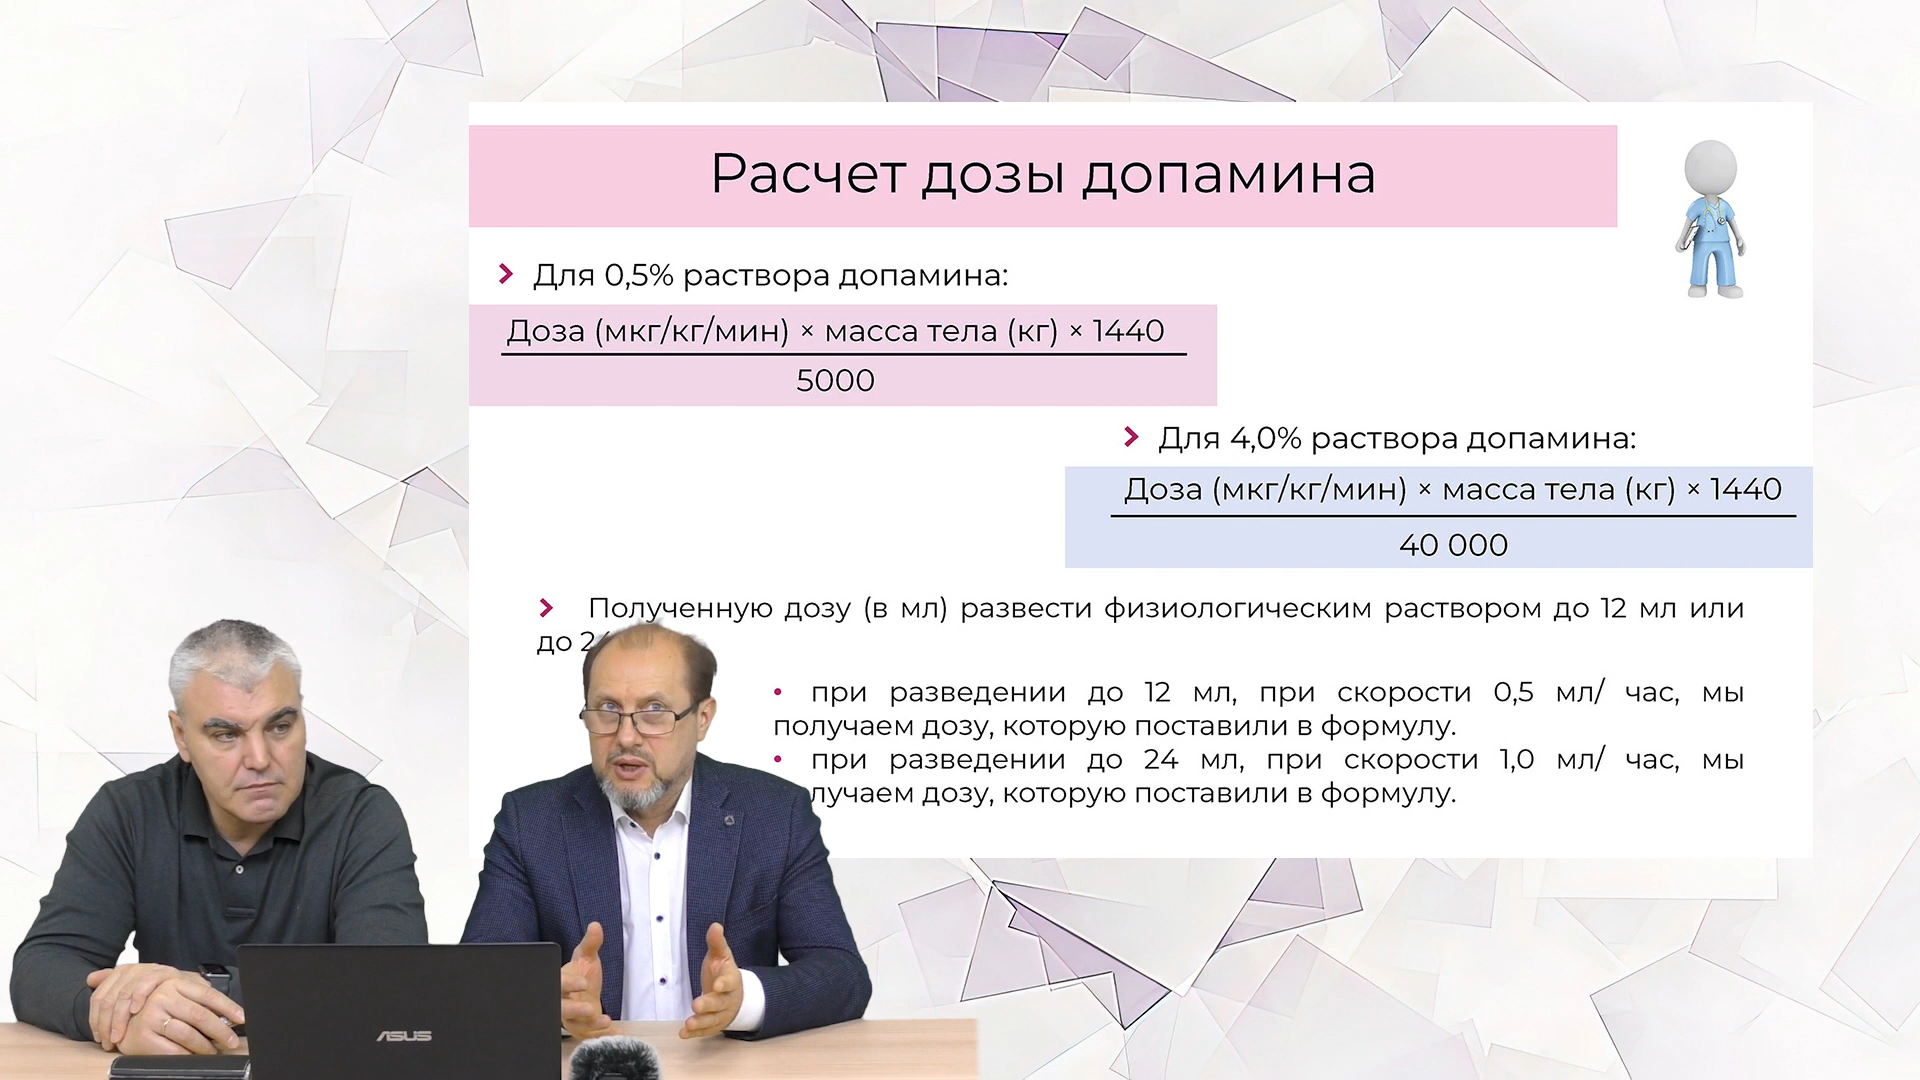 Расчет дозы допамина
Для 0,5% раствора допамина:
Доза (мкг/кг/мин) × масса тела (кг) × 1440
5000
Для 4,0% раствора допамина:
Доза (мкг/кг/мин) × масса тела (кг) × 1440
40 000
Полученную дозу (в мл) развести физиологическим раствором до 12 мл или
до
• при разведении до 12 мл, при скорости 0,5 мл/ час, мы
получаем дозу, которую поставили в формулу.
• при разведении до 24 мл, при скорости 1,0 мл/ час, мы
лучаем дозу, которую поставили в формулу.
ASUS